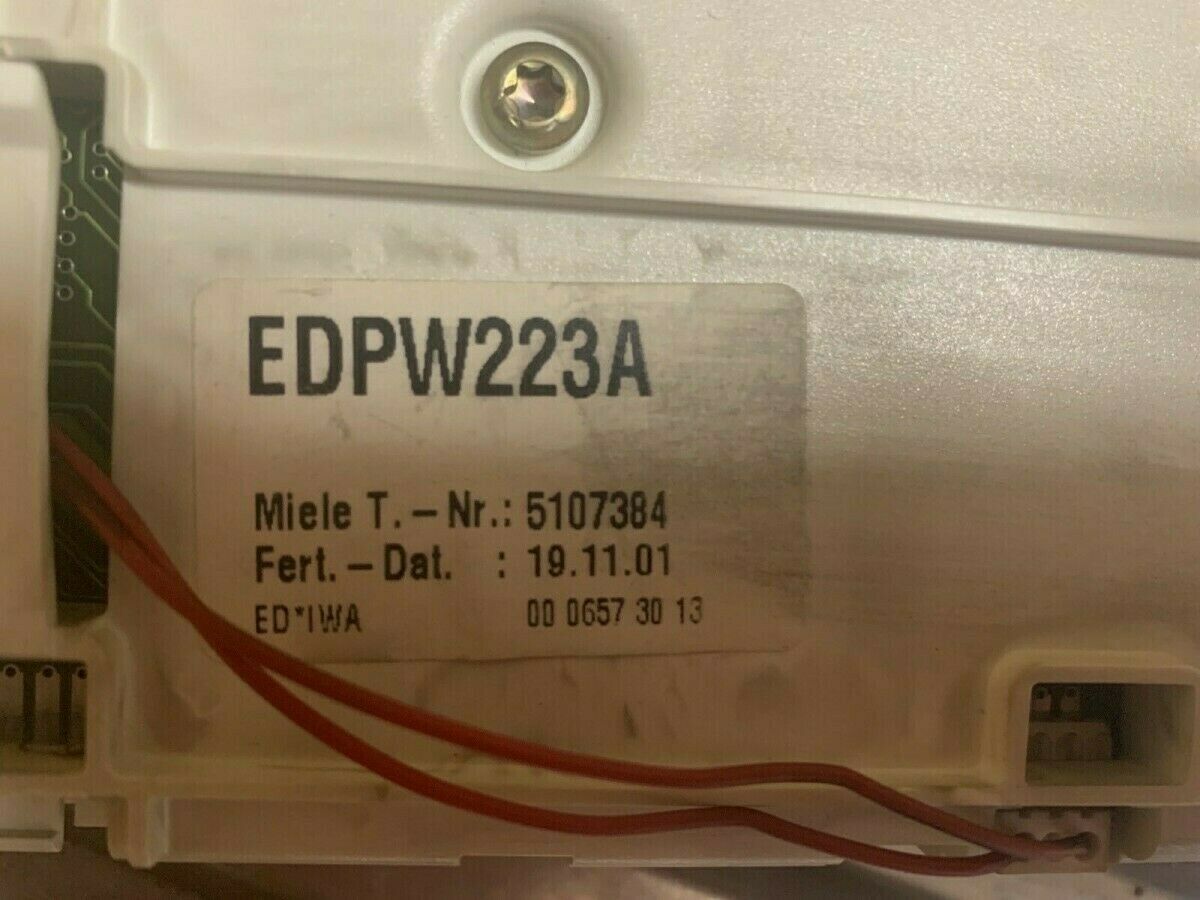 EDPW223A
Miele T.-Nr.: 5107384
Fert.-Dat. : 19.11.01
ED*IWA 00 0657 30 13